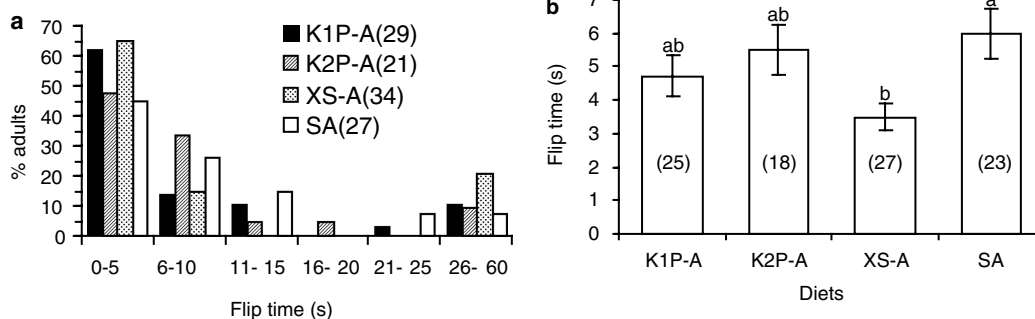 a
70
60
50
40
30
20
10
0
% adults
K1P-A(29)
K2P-A(21)
XS-A(34)
SA(27)
0-5 6-10 11- 15 16- 20 21- 25 26- 60
Flip time (s)
b
7
6
5
4
3
2
1
0
Flip time (s)
ab ab b a
(25) (18) (27) (23)
K1P-A K2P-A XS-A SA
Diets